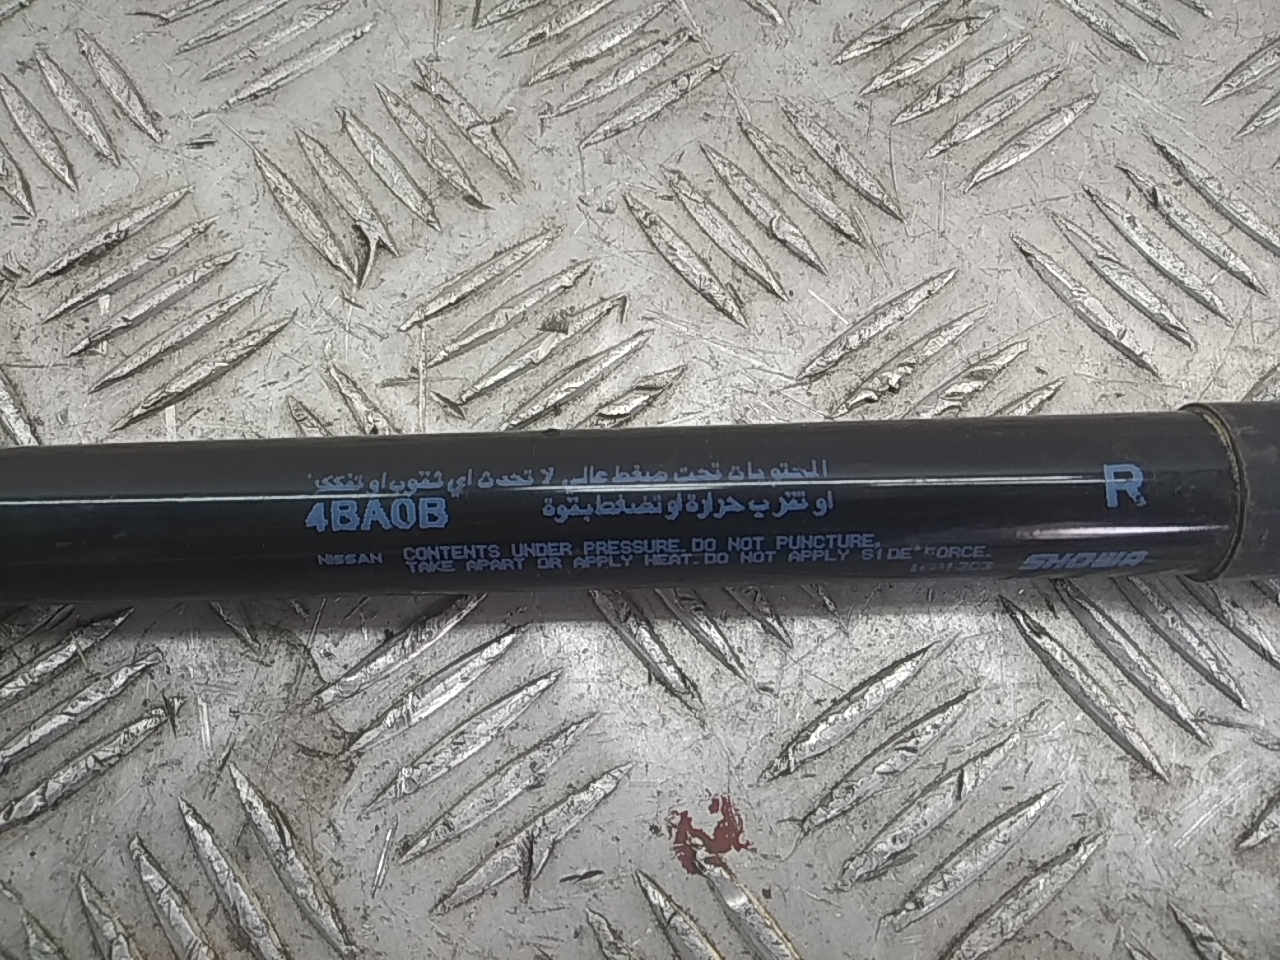 المحتويات تحت ضغط عالي. لا تحدث اي ثقوب او تفكك
او تقرب حرارة او تضغط بقوة
4BA0B
R
NISSAN CONTENTS UNDER PRESSURE. DO NOT PUNCTURE,
TAKE APART OR APPLY HEAT. DO NOT APPLY SIDE FORCE.
SHOWA